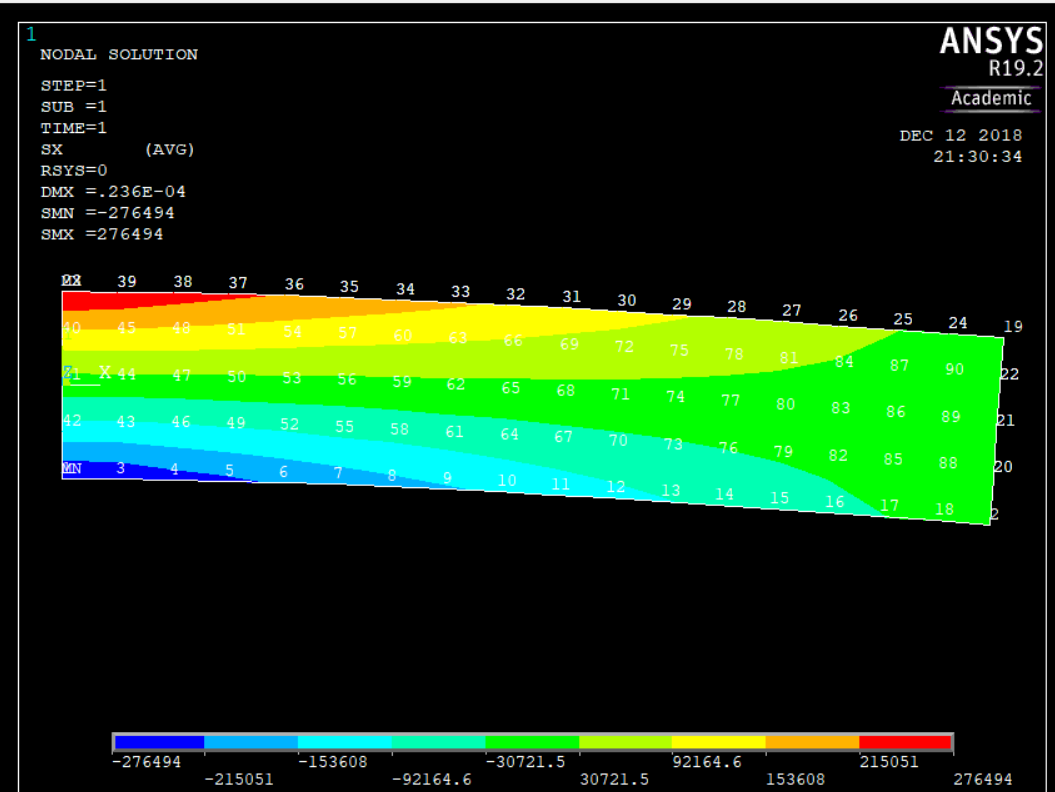 1
NODAL SOLUTION
STEP=1
SUB =1
TIME=1
SX (AVG)
RSYS=0
DMX =.236E-04
SMN =-276494
SMX =276494
ANSYS
R19.2
Academic
DEC 12 2018
21:30:34
MX 39 38 37 36 35 34 33 32 31 30 29 28 27 26 25 24 19
40 45 48 51 54 57 60 63 66 69 72 75 78 81 84 87 90 22
Z X 44 47 50 53 56 59 62 65 68 71 74 77 80 83 86 89 21
42 43 46 49 52 55 58 61 64 67 70 73 76 79 82 85 88 20
MN 3 4 5 6 7 8 9 10 11 12 13 14 15 16 17 18 2
-276494 -153608 -30721.5 92164.6 215051
-215051 -92164.6 30721.5 153608 276494